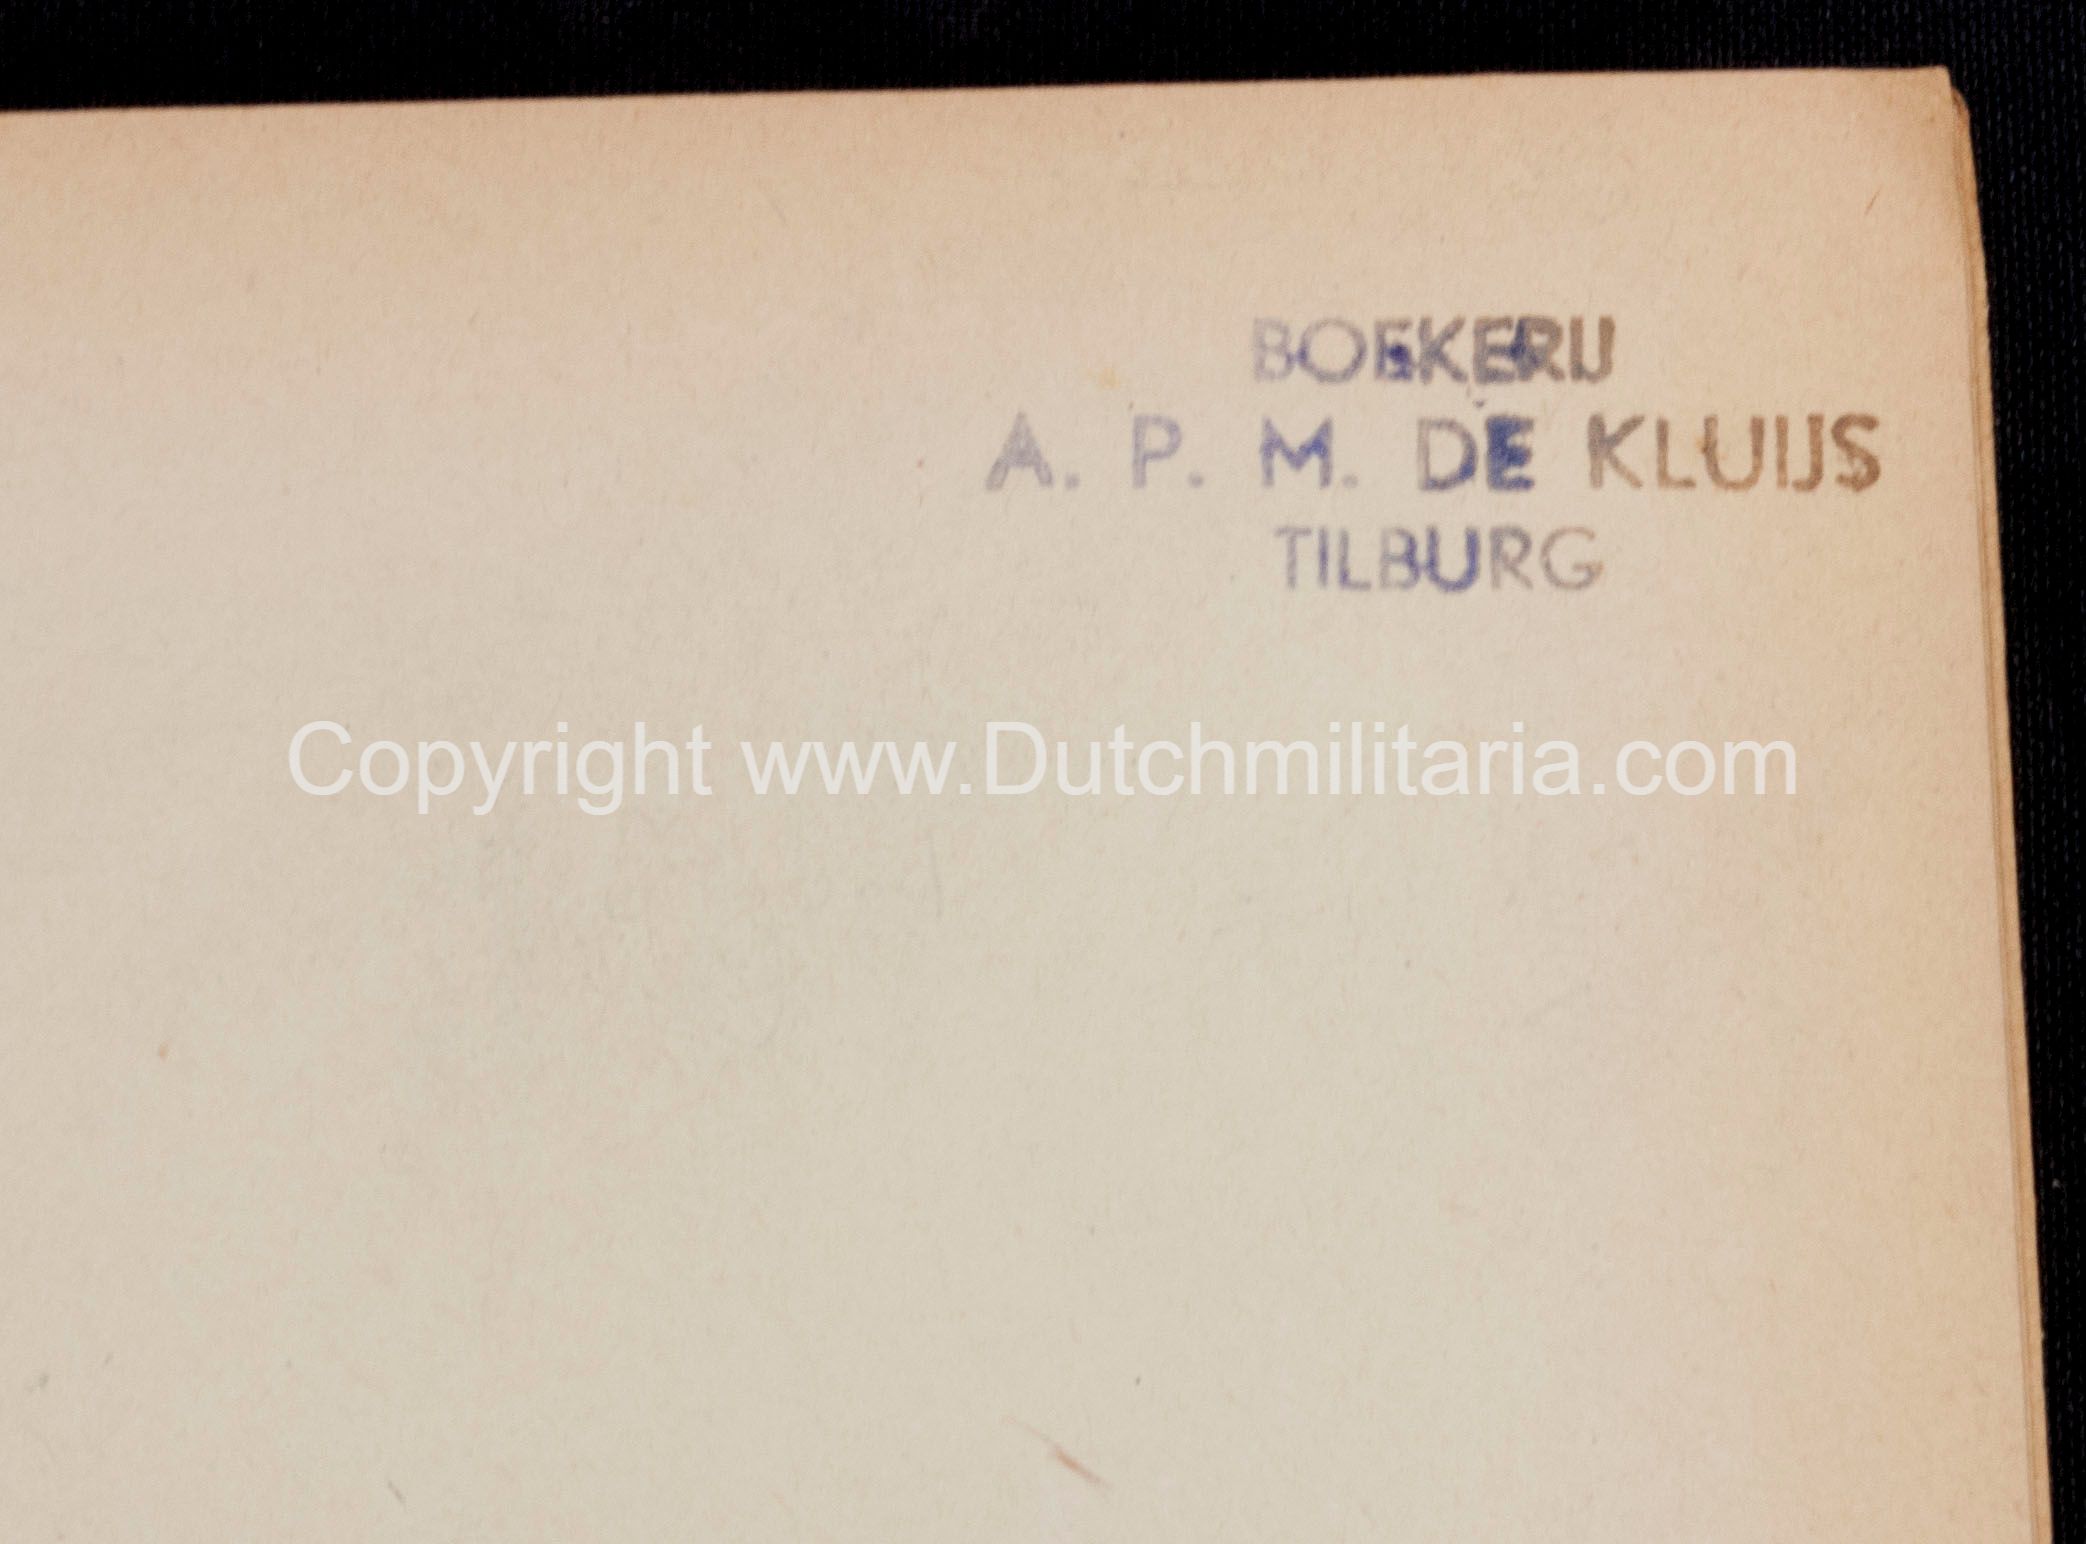 BOEKERIJ
A. P. M. DE KLUIJS
TILBURG
Copyright www.Dutchmilitaria.com